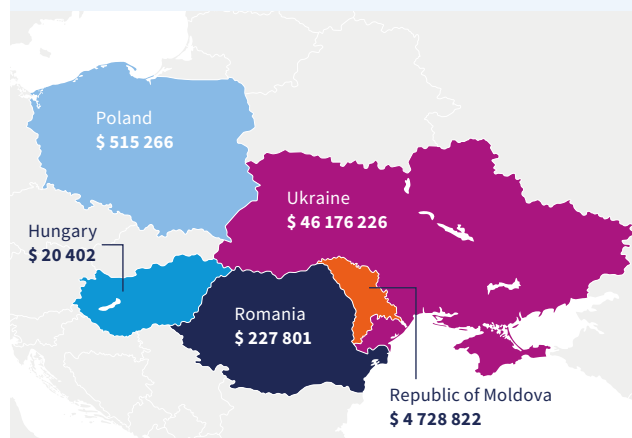 Poland
$ 515 266
Ukraine
$ 46 176 226
Hungary
$ 20 402
Romania
$ 227 801
Republic of Moldova
$ 4 728 822